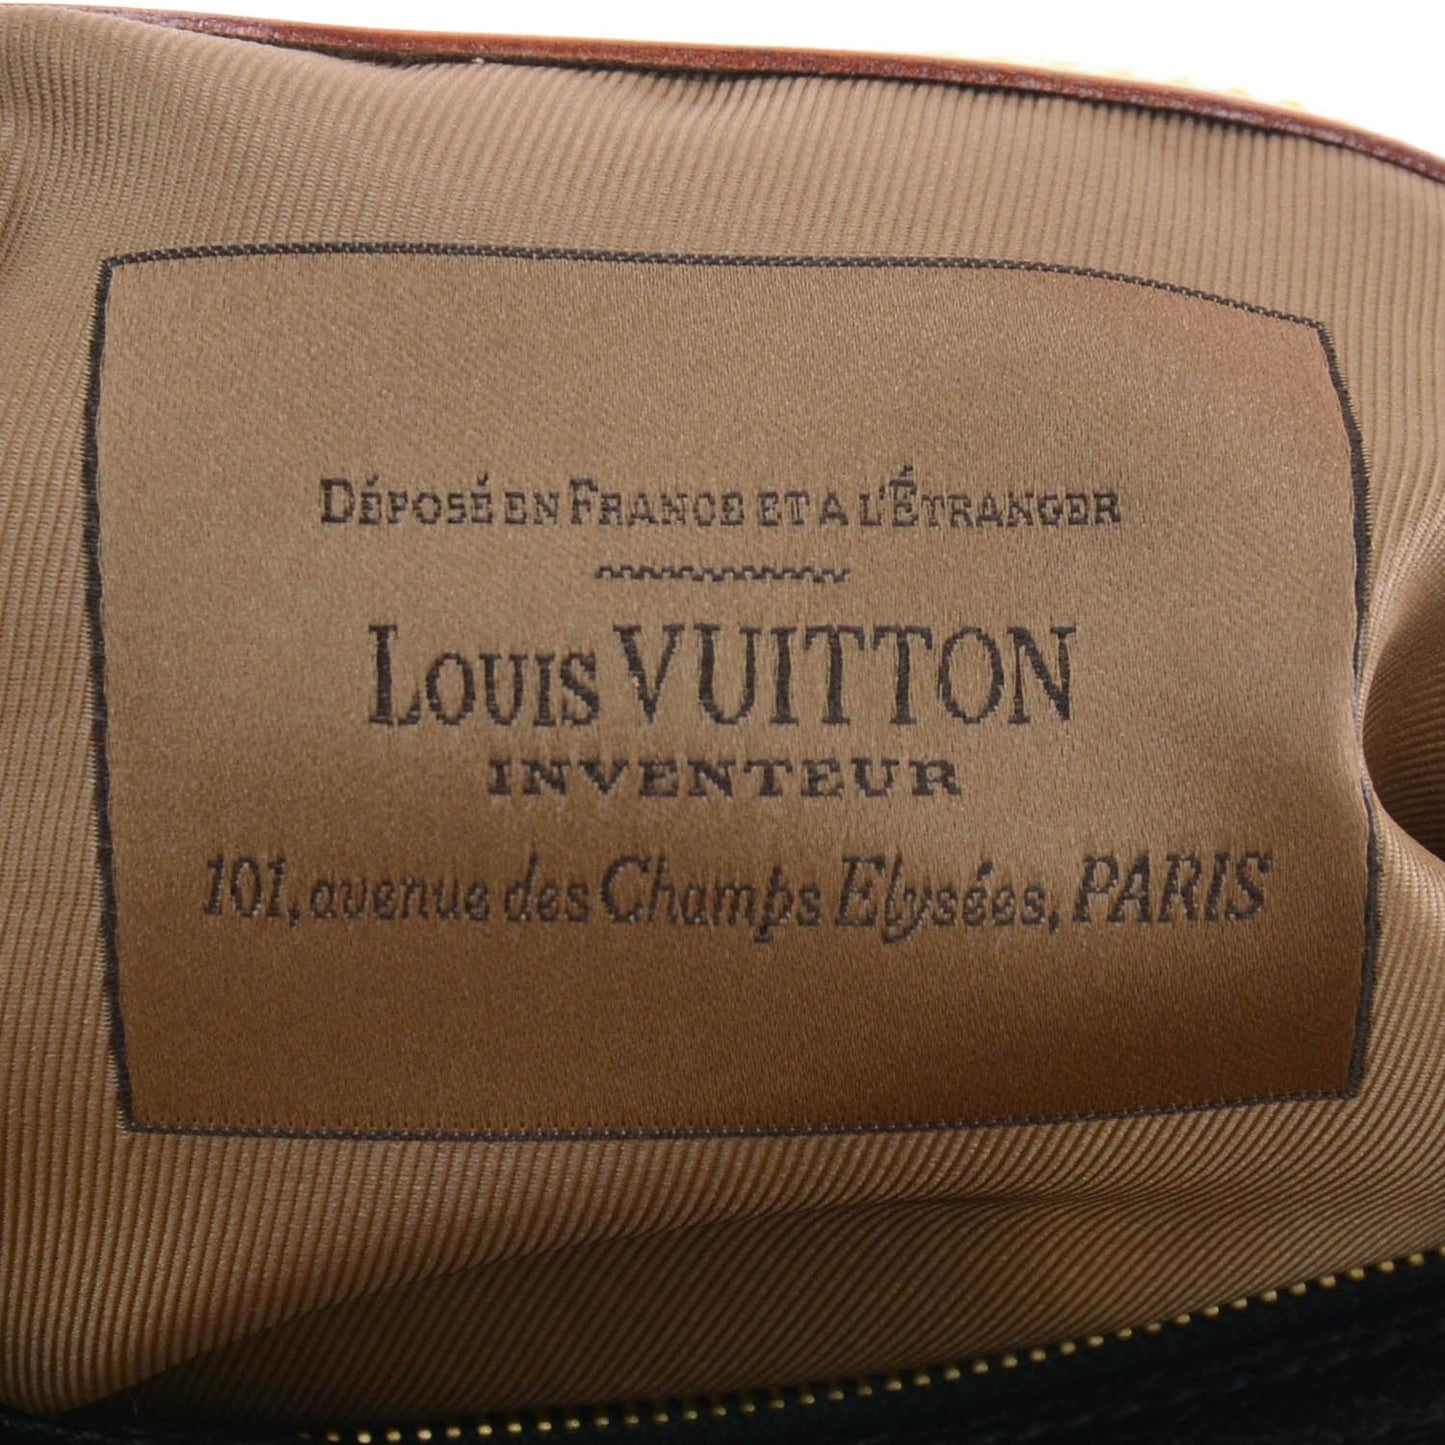 DÉPOSÉ EN FRANCE ET A L'ÉTRANGER
LOUIS VUITTON
INVENTEUR
101, avenue des Champs Elysées, PARIS